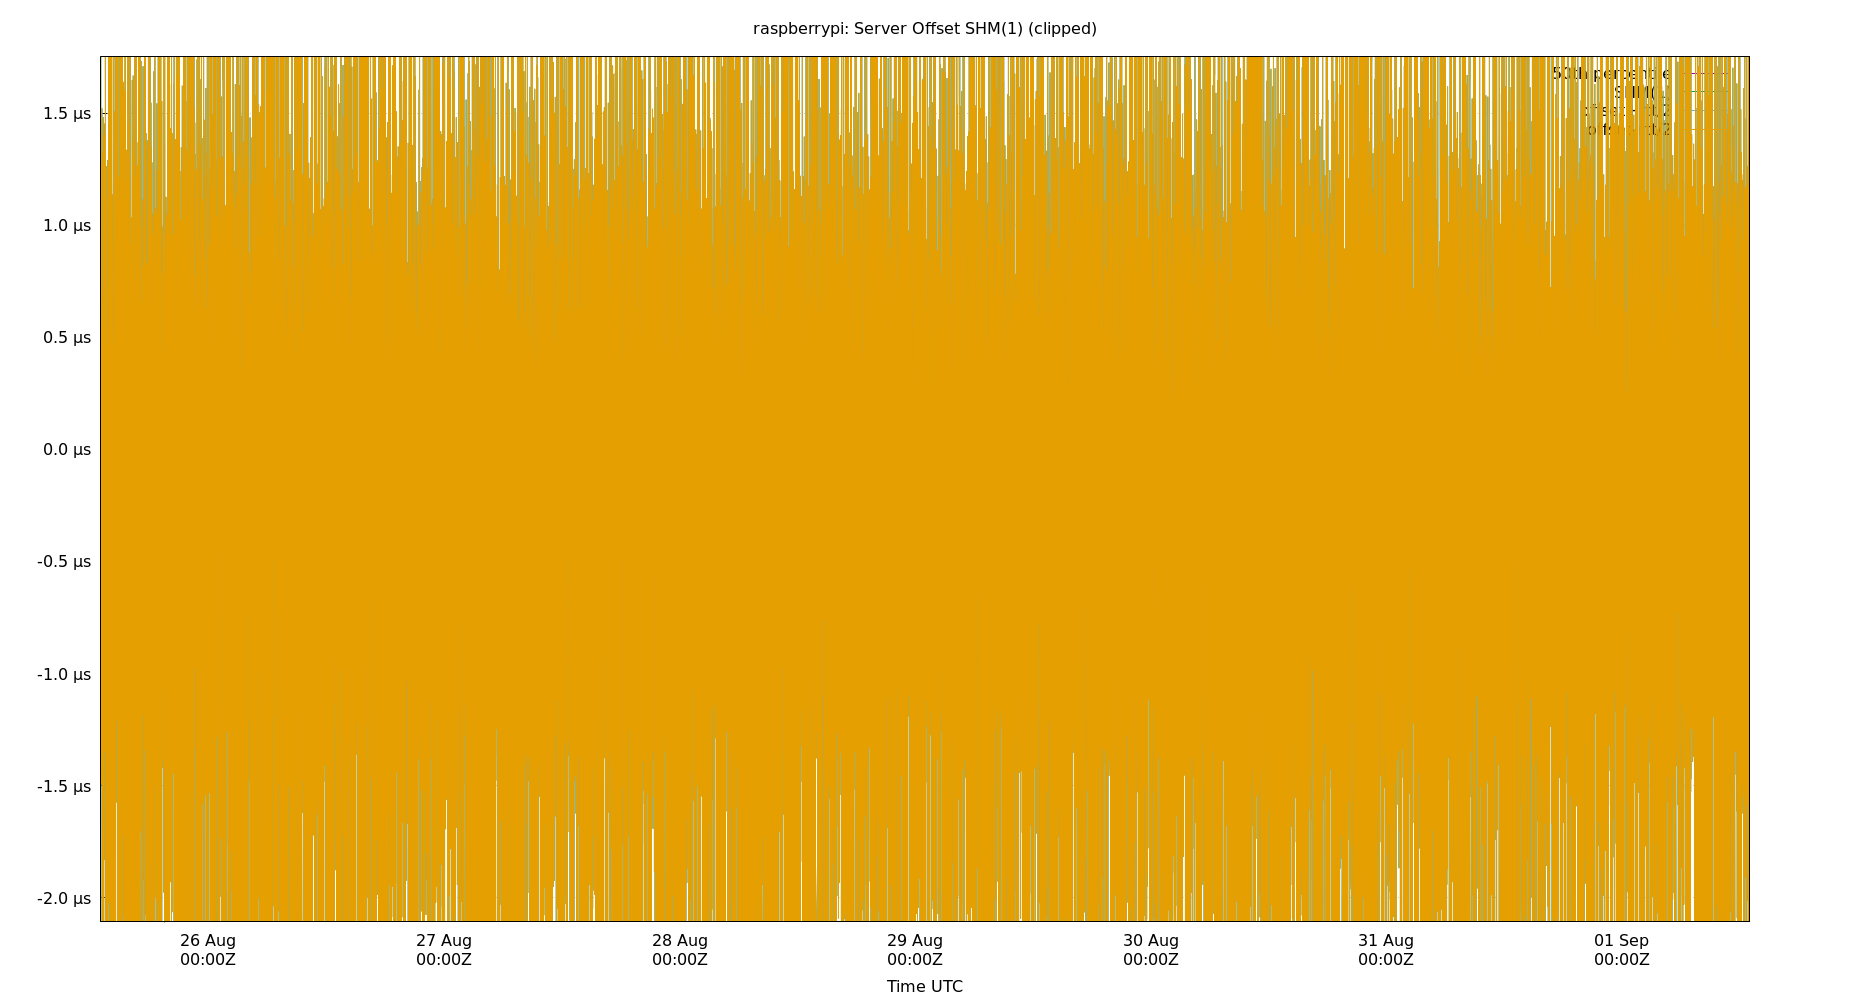 raspberrypi: Server Offset SHM(1) (clipped)
50th percentile
1.5 µs
1.0 µs
0.5 µs
0.0 µs
-0.5 µs
-1.0 µs
-1.5 µs
-2.0 µs
26 Aug 27 Aug 28 Aug 29 Aug 30 Aug 31 Aug 01 Sep
00:00Z 00:00Z 00:00Z 00:00Z 00:00Z 00:00Z 00:00Z
Time UTC